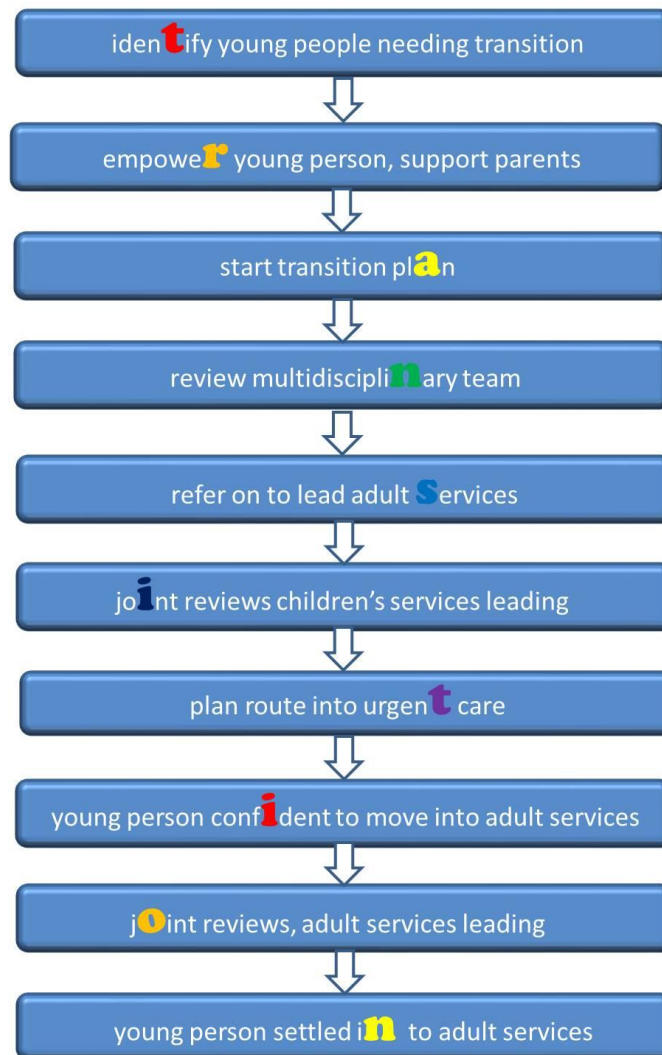 identify young people needing transition
empower young person, support parents
start transition plan
review multidisciplinary team
refer on to lead adult services
joint reviews children’s services leading
plan route into urgent care
young person confident to move into adult services
joint reviews, adult services leading
young person settled in to adult services